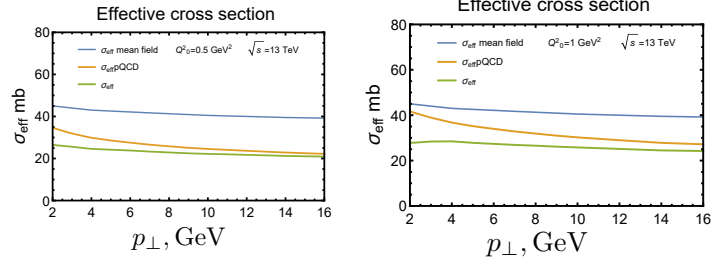 Effective cross section
σeff mean field Q²₀=0.5 GeV² √s =13 TeV
σeffpQCD
σeff
σeff mb
80
60
40
20
0
2 4 6 8 10 12 14 16
p⊥, GeV
Effective cross section
σeff mean field Q²₀=1 GeV² √s =13 TeV
σeffpQCD
σeff
σeff mb
80
60
40
20
0
2 4 6 8 10 12 14 16
p⊥, GeV